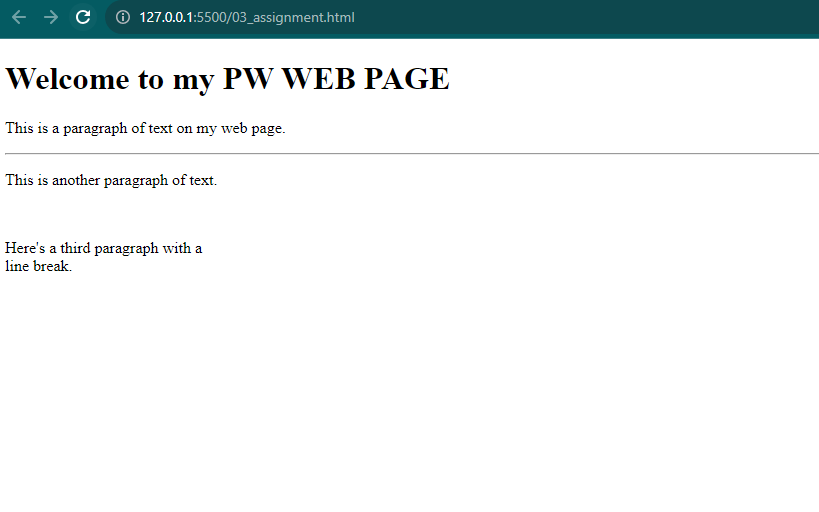 127.0.0.1:5500/03_assignment.html
Welcome to my PW WEB PAGE
This is a paragraph of text on my web page.
This is another paragraph of text.
Here's a third paragraph with a
line break.